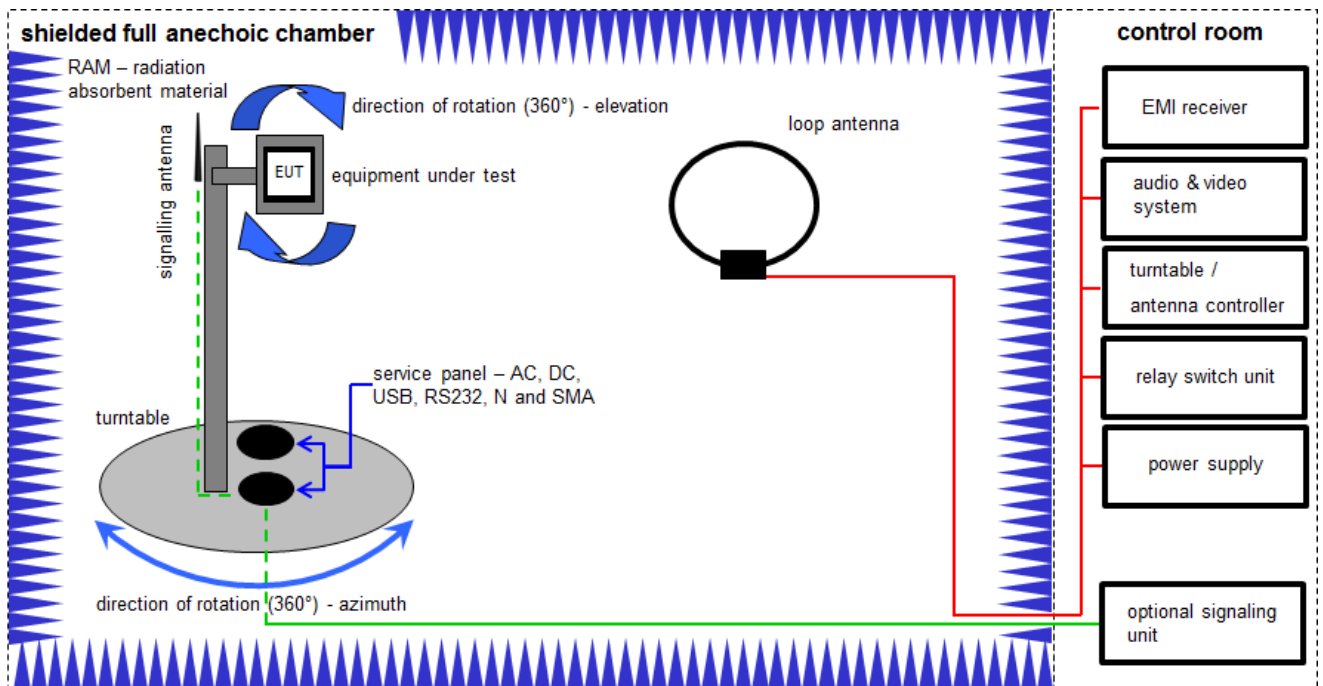 shielded full anechoic chamber
RAM – radiation
absorbent material
signalling antenna
direction of rotation (360°) - elevation
EUT
equipment under test
loop antenna
service panel – AC, DC,
USB, RS232, N and SMA
turntable
direction of rotation (360°) - azimuth
control room
EMI receiver
audio & video
system
turntable /
antenna controller
relay switch unit
power supply
optional signaling
unit